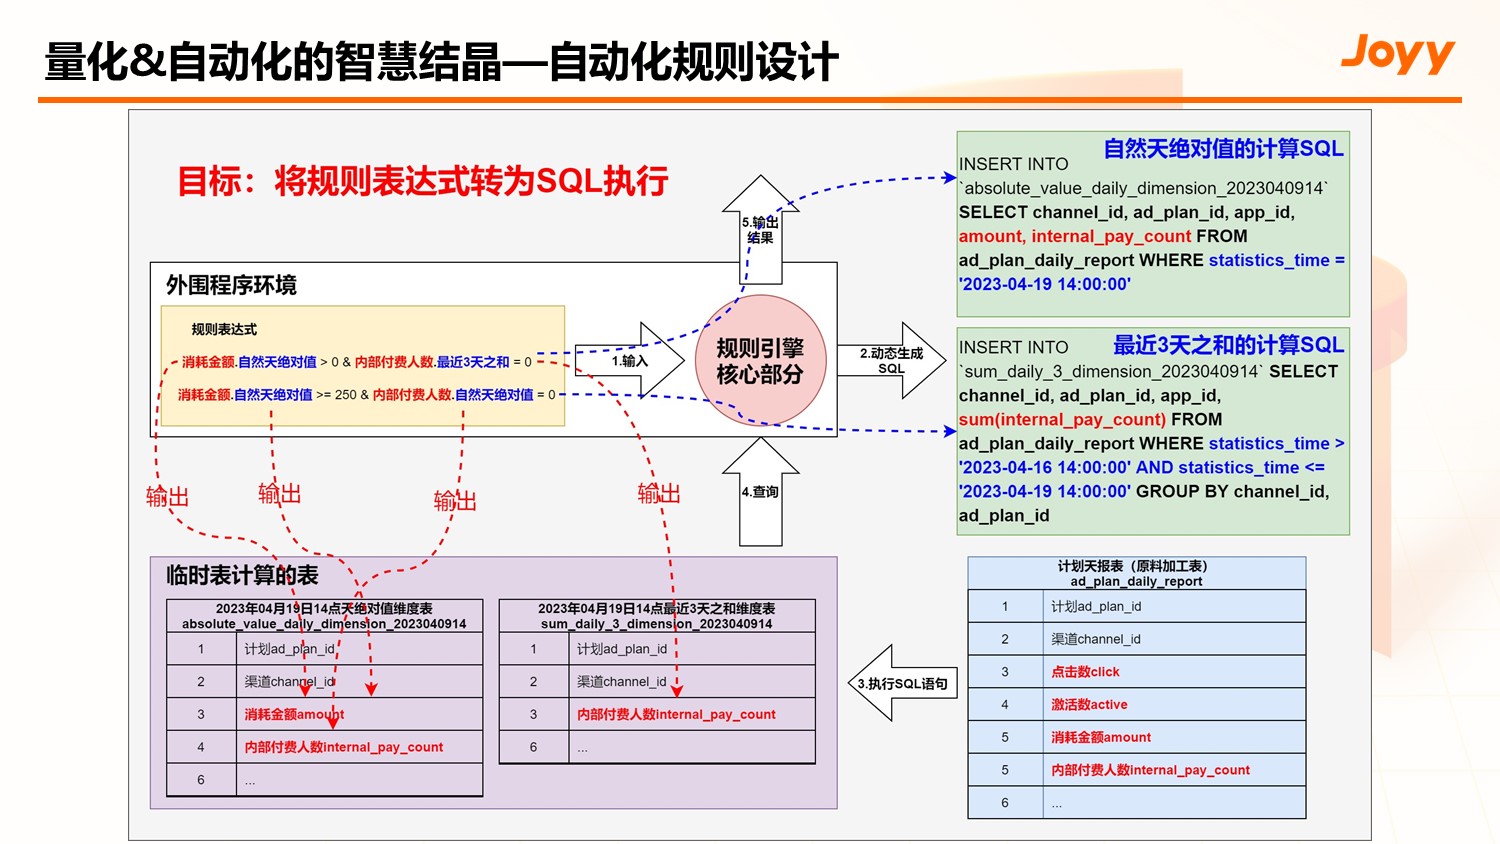 量化&自动化的智慧结晶—自动化规则设计
Joyy
目标：将规则表达式转为SQL执行
外围程序环境
规则表达式
消耗金额.自然天绝对值 > 0 & 内部付费人数.最近3天之和 = 0
消耗金额.自然天绝对值 >= 250 & 内部付费人数.自然天绝对值 = 0
1.输入
规则引擎
核心部分
5.输出
结果
2.动态生成
SQL
4.查询
3.执行SQL语句
输出
输出
输出
输出
自然天绝对值的计算SQL
INSERT INTO
`absolute_value_daily_dimension_2023040914`
SELECT channel_id, ad_plan_id, app_id,
amount, internal_pay_count FROM
ad_plan_daily_report WHERE statistics_time =
'2023-04-19 14:00:00'
最近3天之和的计算SQL
INSERT INTO
`sum_daily_3_dimension_2023040914` SELECT
channel_id, ad_plan_id, app_id,
sum(internal_pay_count) FROM
ad_plan_daily_report WHERE statistics_time >
'2023-04-16 14:00:00' AND statistics_time <=
'2023-04-19 14:00:00' GROUP BY channel_id,
ad_plan_id
临时表计算的表
2023年04月19日14点天绝对值维度表
absolute_value_daily_dimension_2023040914
1 计划ad_plan_id
2 渠道channel_id
3 消耗金额amount
4 内部付费人数internal_pay_count
6 ...
2023年04月19日14点最近3天之和维度表
sum_daily_3_dimension_2023040914
1 计划ad_plan_id
2 渠道channel_id
3 内部付费人数internal_pay_count
6 ...
计划天报表（原料加工表）
ad_plan_daily_report
1 计划ad_plan_id
2 渠道channel_id
3 点击数click
4 激活数active
5 消耗金额amount
5 内部付费人数internal_pay_count
6 ...